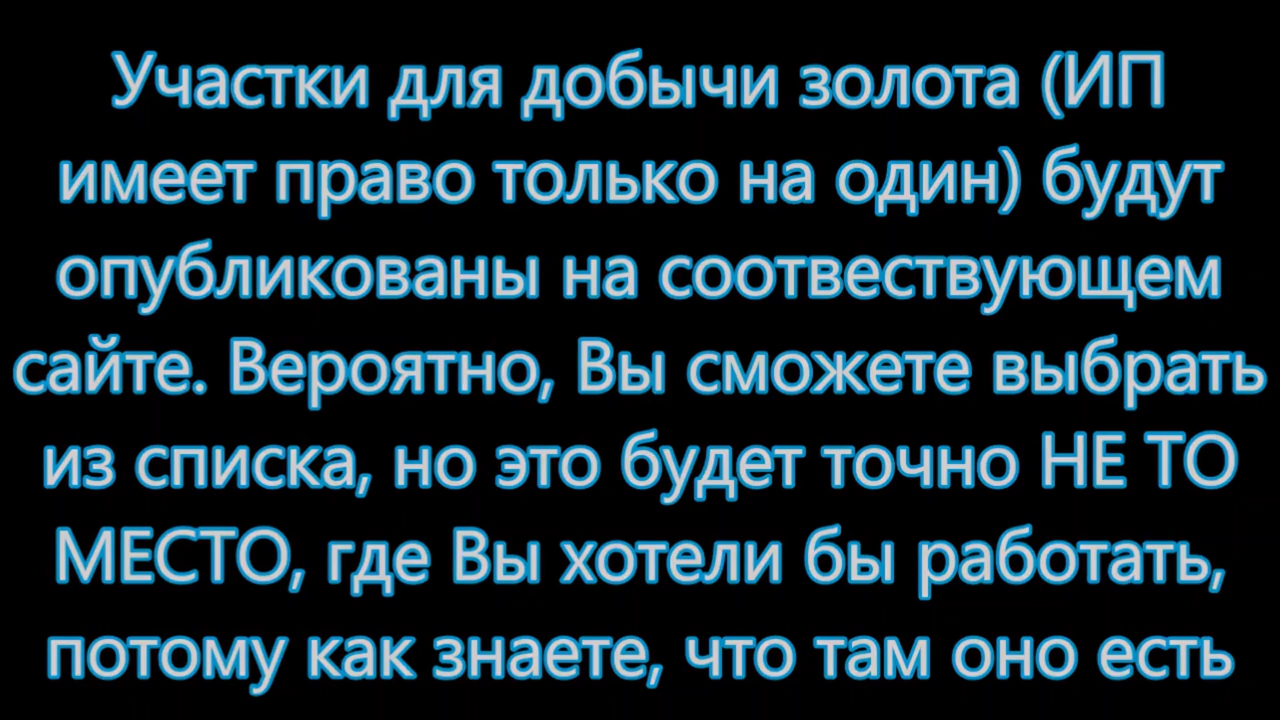 Участки для добычи золота (ИП
имеет право только на один) будут
опубликованы на соотвествующем
сайте. Вероятно, Вы сможете выбрать
из списка, но это будет точно НЕ ТО
МЕСТО, где Вы хотели бы работать,
потому как знаете, что там оно есть